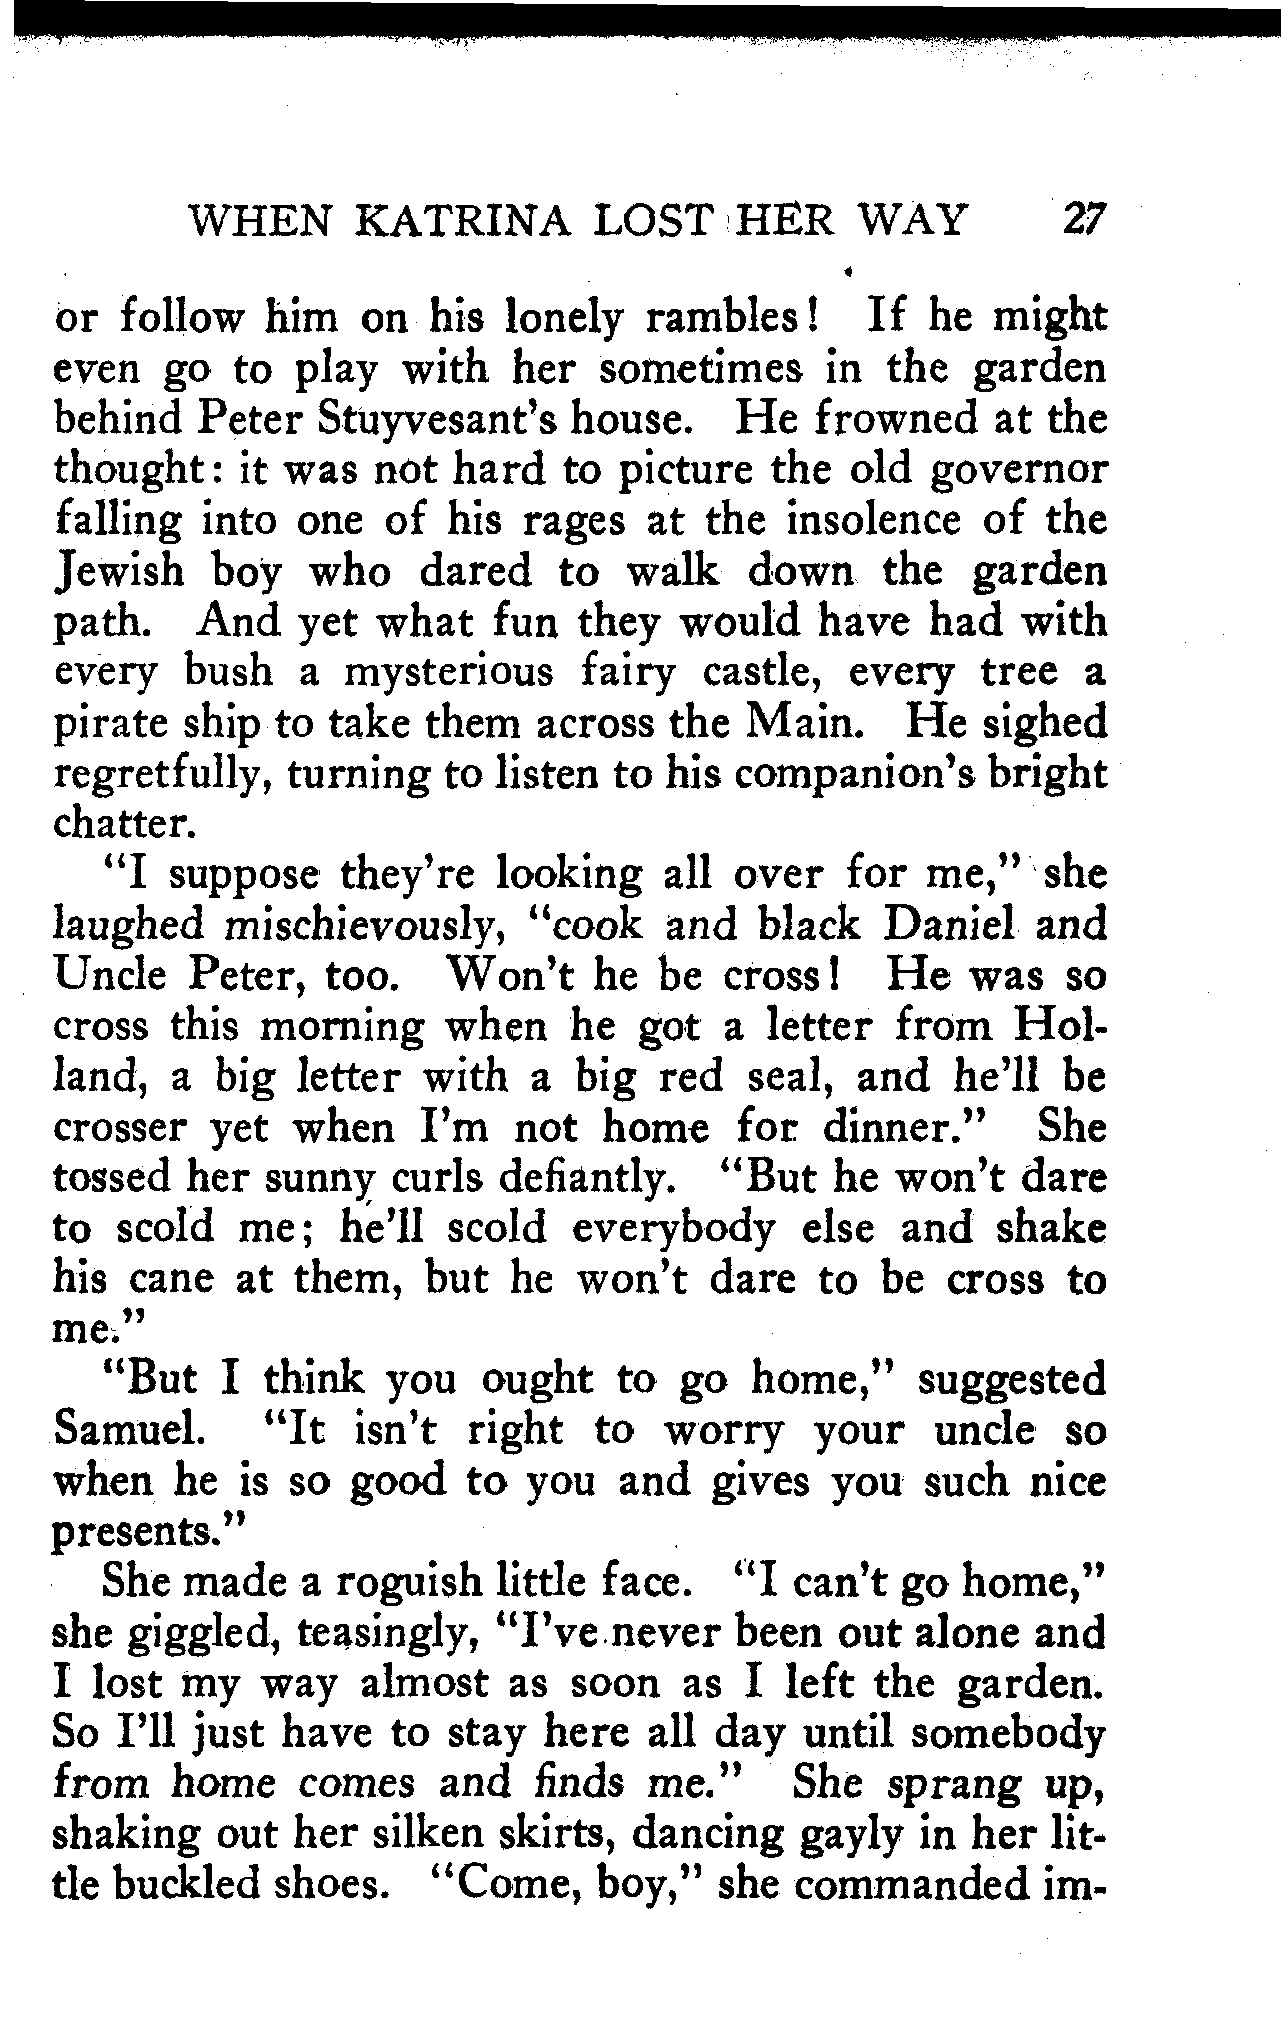 WHEN KATRINA LOST HER WAY 27
or follow him on his lonely rambles! If he might
even go to play with her sometimes in the garden
behind Peter Stuyvesant's house. He frowned at the
thought: it was not hard to picture the old governor
falling into one of his rages at the insolence of the
Jewish boy who dared to walk down the garden
path. And yet what fun they would have had with
every bush a mysterious fairy castle, every tree a
pirate ship to take them across the Main. He sighed
regretfully, turning to listen to his companion's bright
chatter.
"I suppose they're looking all over for me," she
laughed mischievously, "cook and black Daniel and
Uncle Peter, too. Won't he be cross! He was so
cross this morning when he got a letter from Hol-
land, a big letter with a big red seal, and he'll be
crosser yet when I'm not home for dinner." She
tossed her sunny curls defiantly. "But he won't dare
to scold me; he'll scold everybody else and shake
his cane at them, but he won't dare to be cross to
me."
"But I think you ought to go home," suggested
Samuel. "It isn't right to worry your uncle so
when he is so good to you and gives you such nice
presents."
She made a roguish little face. "I can't go home,"
she giggled, teasingly, "I've never been out alone and
I lost my way almost as soon as I left the garden.
So I'll just have to stay here all day until somebody
from home comes and finds me." She sprang up,
shaking out her silken skirts, dancing gayly in her lit-
tle buckled shoes. "Come, boy," she commanded im-